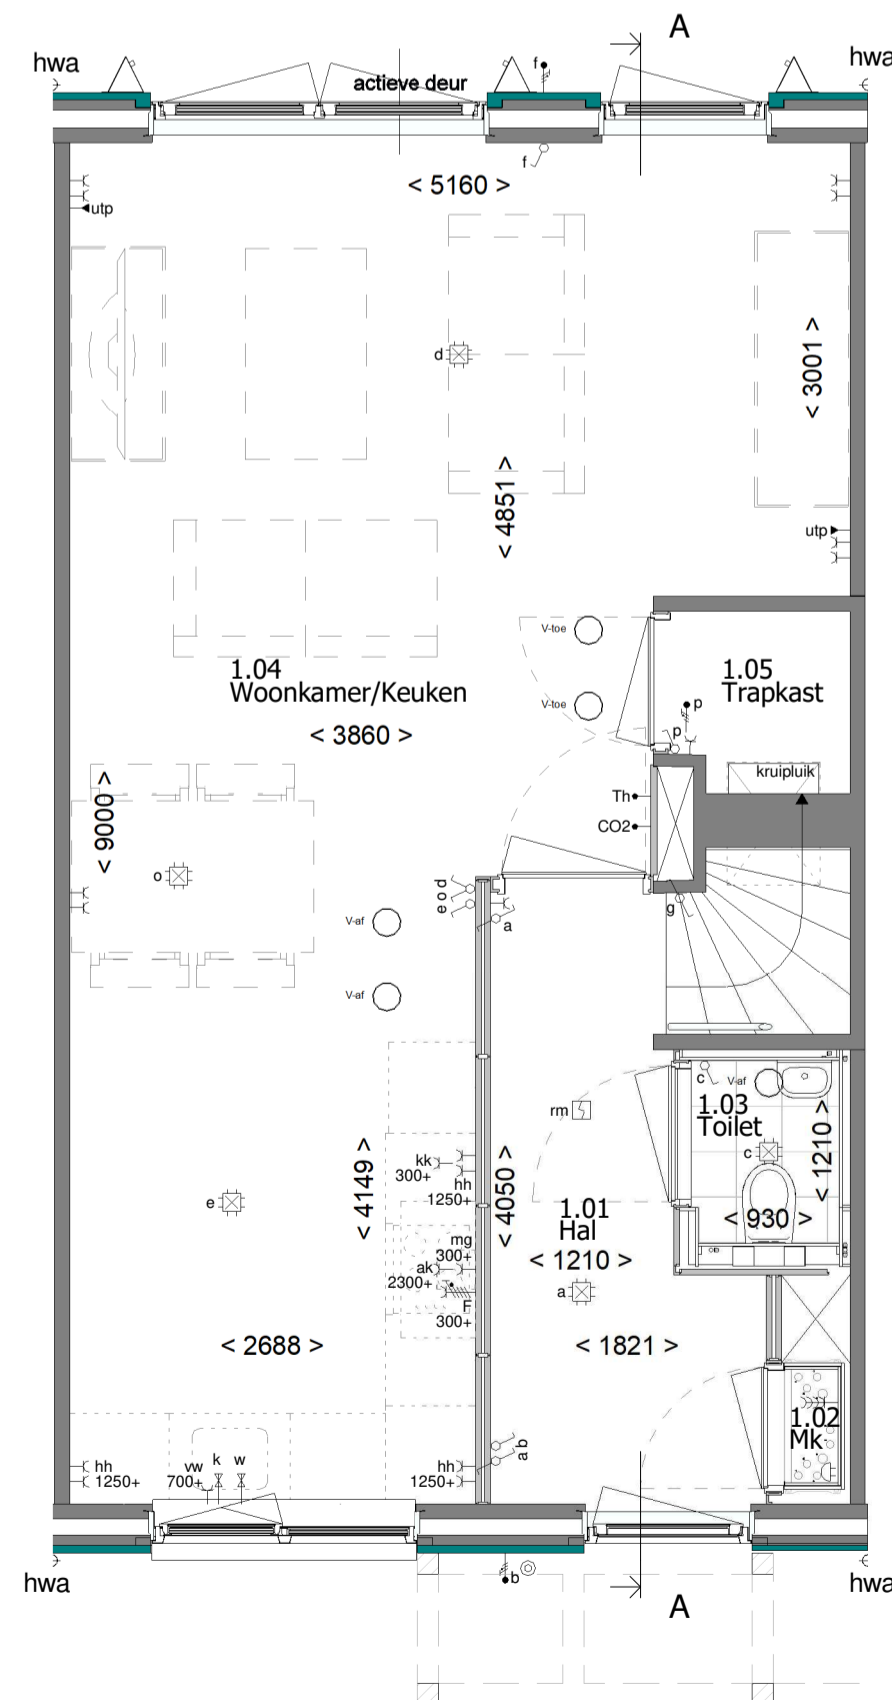 A
hwa
hwa
actieve deur
f
f
< 5160 >
utp
d
< 3001 >
< 4851 >
utp
V-toe
1.04
Woonkamer/Keuken
1.05
Trapkast
V-toe
p
p
< 3860 >
kruipluik
Th
CO2
< 9000 >
o
e o d
a
g
V-af
V-af
c
V-af
rm
1.03
Toilet
c
< 1210 >
< 4149 >
kk
300+
hh
1250+
< 4050 >
e
1.01
Hal
< 930 >
mg
300+
< 1210 >
ak
2300+
a
F
300+
< 2688 >
< 1821 >
1.02
Mk
a b
hh
1250+
vw
700+
k
w
hh
1250+
b
hwa
hwa
A